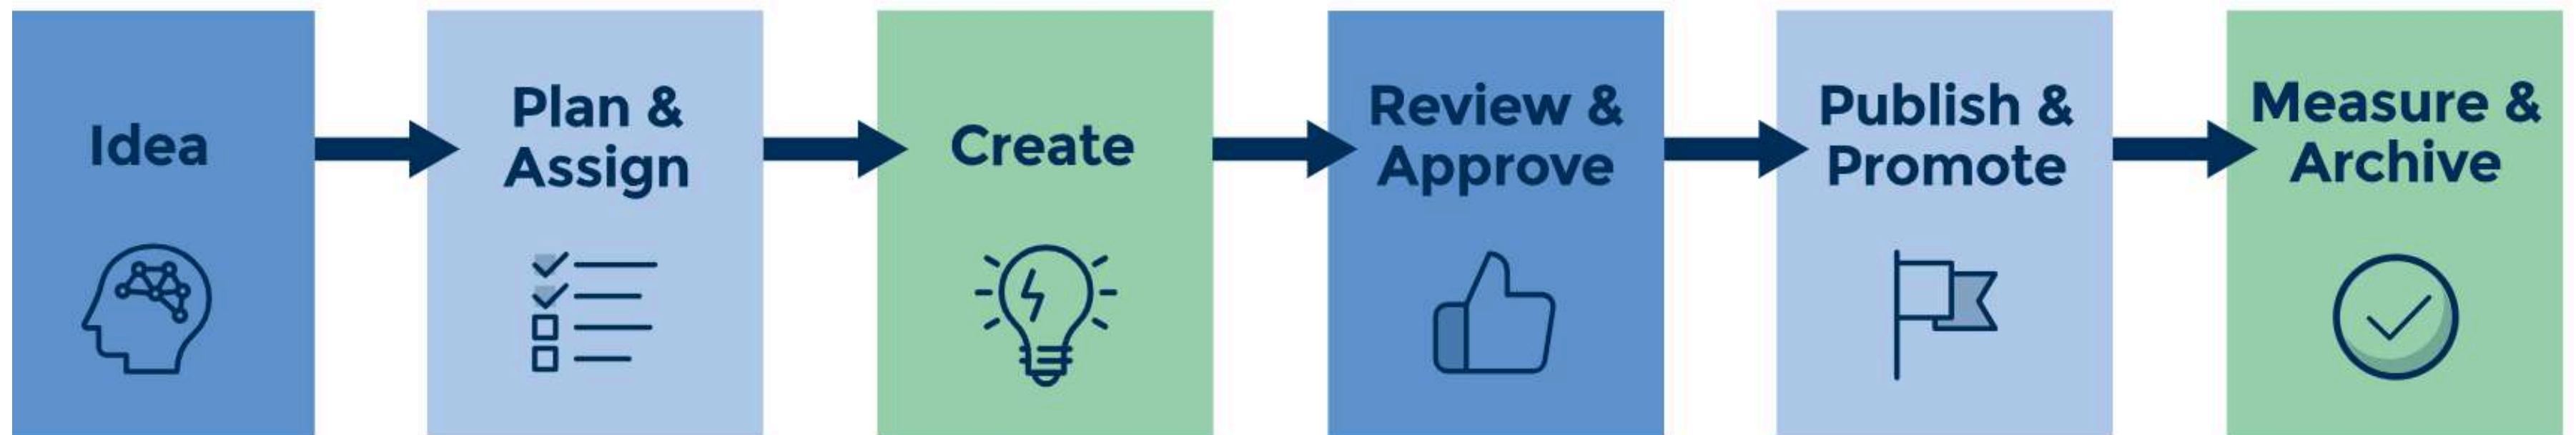 Idea
Plan &
Assign
Create
Review &
Approve
Publish &
Promote
Measure &
Archive